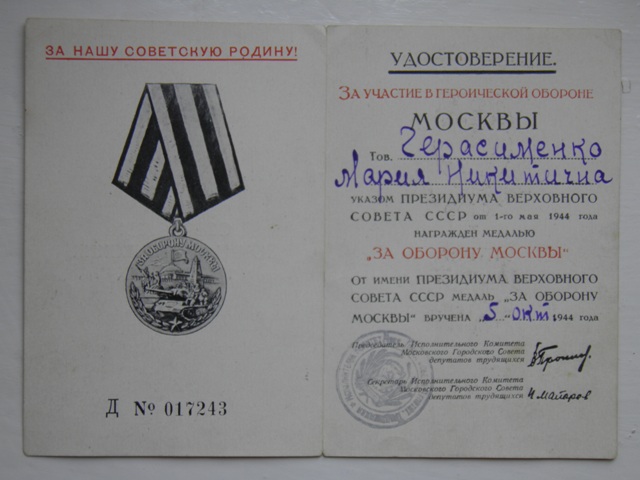 ЗА НАШУ СОВЕТСКУЮ РОДИНУ!
ЗА ОБОРОНУ МОСКВЫ
Д № 017243
УДОСТОВЕРЕНИЕ.
ЗА УЧАСТИЕ В ГЕРОИЧЕСКОЙ ОБОРОНЕ
МОСКВЫ
Тов. Герасименко
Мария Никитична
УКАЗОМ ПРЕЗИДИУМА ВЕРХОВНОГО
СОВЕТА СССР от 1-го мая 1944 года
НАГРАЖДЕН МЕДАЛЬЮ
„ЗА ОБОРОНУ МОСКВЫ"
ОТ ИМЕНИ ПРЕЗИДИУМА ВЕРХОВНОГО
СОВЕТА СССР МЕДАЛЬ „ЗА ОБОРОНУ
МОСКВЫ" ВРУЧЕНА „5" окт. 1944 года
Председатель Исполнительного Комитета
Московского Городского Совета
депутатов трудящихся
Секретарь Исполнительного Комитета
Московского Городского Совета
депутатов трудящихся